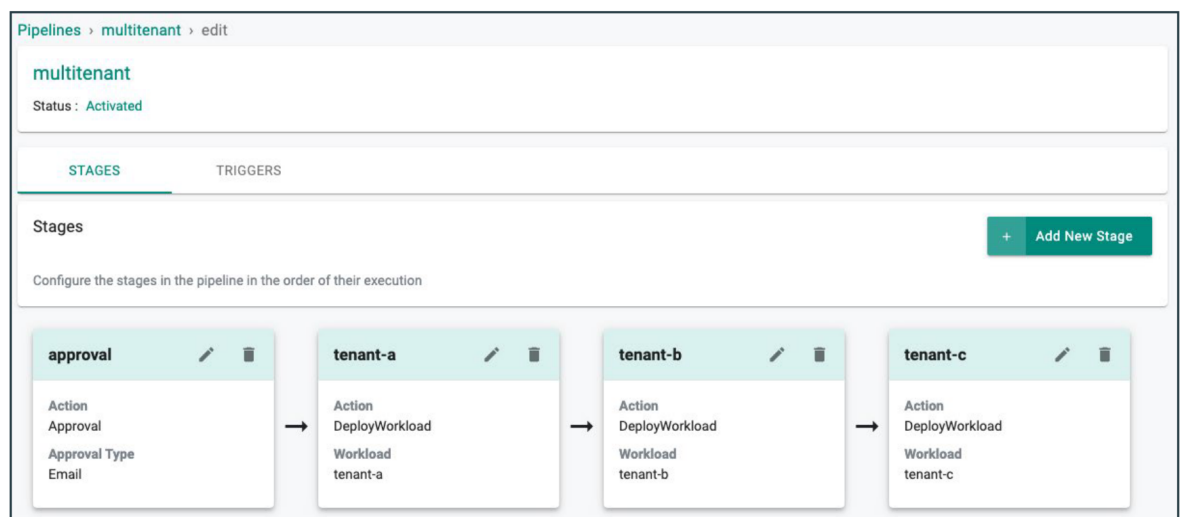 Pipelines › multitenant › edit
multitenant
Status : Activated
STAGES TRIGGERS
Stages
+ Add New Stage
Configure the stages in the pipeline in the order of their execution
approval
Action
Approval
Approval Type
Email
tenant-a
Action
DeployWorkload
Workload
tenant-a
tenant-b
Action
DeployWorkload
Workload
tenant-b
tenant-c
Action
DeployWorkload
Workload
tenant-c